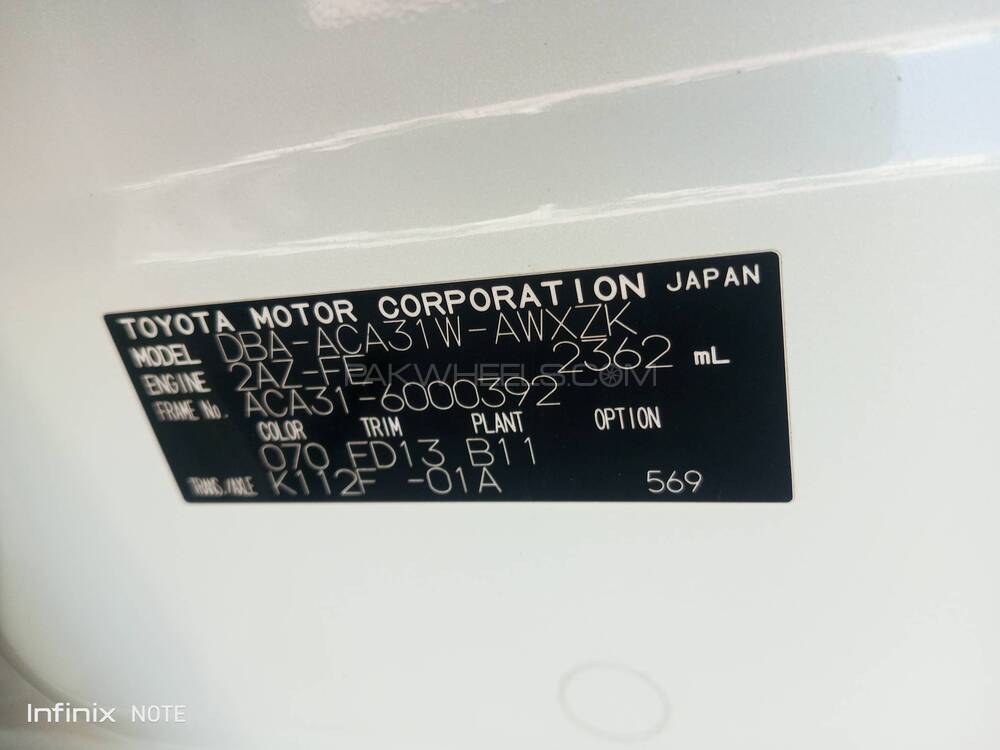 TOYOTA MOTOR CORPORATION JAPAN
MODEL DBA-ACA31W-AWXZK
ENGINE 2AZ-FE 2362 mL
FRAME No. ACA31-6000392
COLOR TRIM PLANT OPTION
070 FD13 B11
TRANS./AXLE K112F -01A 569
PAKWHEELS.COM
Infinix NOTE